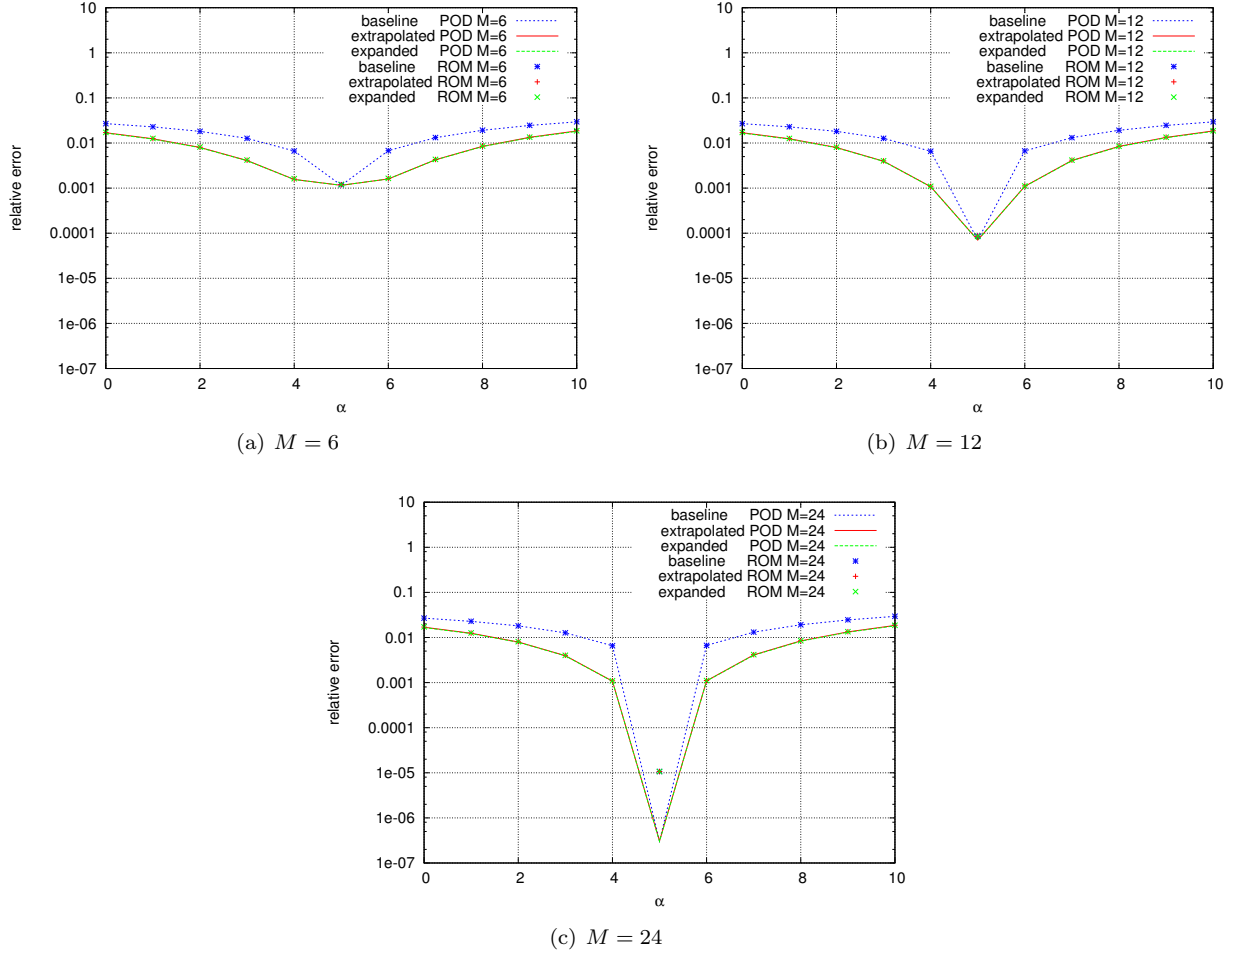 baseline POD M=6
extrapolated POD M=6
expanded POD M=6
baseline ROM M=6
extrapolated ROM M=6
expanded ROM M=6
10
1
0.1
0.01
0.001
0.0001
1e-05
1e-06
1e-07
relative error
0 2 4 6 8 10
α
(a) M = 6
baseline POD M=12
extrapolated POD M=12
expanded POD M=12
baseline ROM M=12
extrapolated ROM M=12
expanded ROM M=12
10
1
0.1
0.01
0.001
0.0001
1e-05
1e-06
1e-07
relative error
0 2 4 6 8 10
α
(b) M = 12
baseline POD M=24
extrapolated POD M=24
expanded POD M=24
baseline ROM M=24
extrapolated ROM M=24
expanded ROM M=24
10
1
0.1
0.01
0.001
0.0001
1e-05
1e-06
1e-07
relative error
0 2 4 6 8 10
α
(c) M = 24